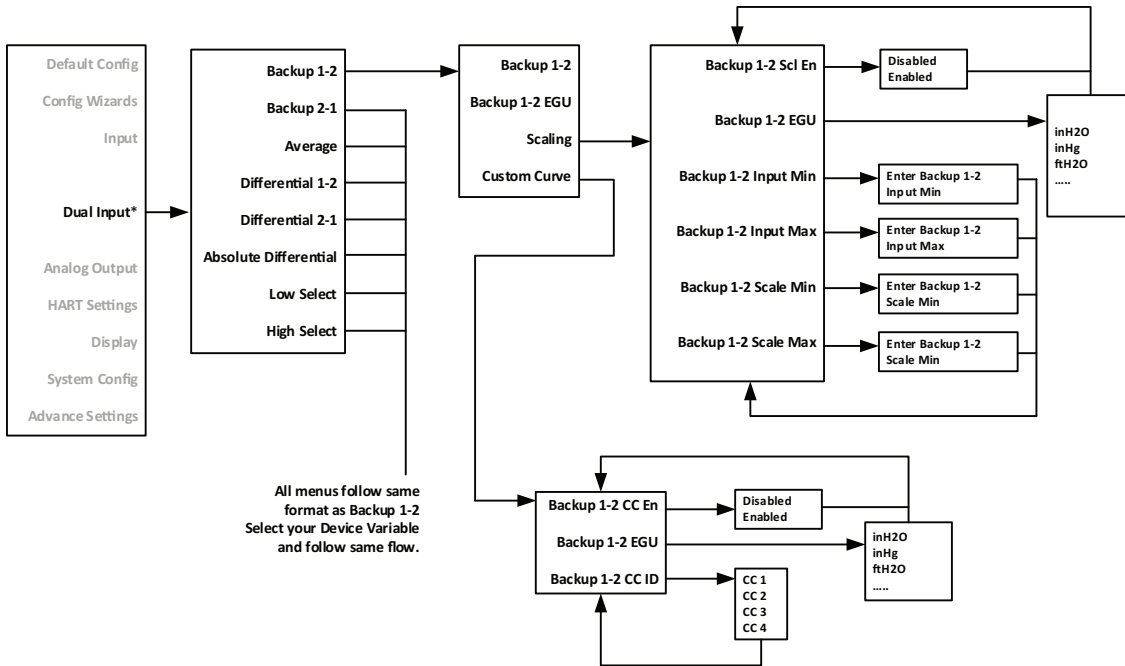 Default Config
Config Wizards
Input
Dual Input*
Analog Output
HART Settings
Display
System Config
Advance Settings
Backup 1-2
Backup 2-1
Average
Differential 1-2
Differential 2-1
Absolute Differential
Low Select
High Select
All menus follow same
format as Backup 1-2
Select your Device Variable
and follow same flow.
Backup 1-2
Backup 1-2 EGU
Scaling
Custom Curve
Backup 1-2 Scl En
Backup 1-2 EGU
Backup 1-2 Input Min
Backup 1-2 Input Max
Backup 1-2 Scale Min
Backup 1-2 Scale Max
Disabled
Enabled
inH2O
inHg
ftH2O
.....
Enter Backup 1-2
Input Min
Enter Backup 1-2
Input Max
Enter Backup 1-2
Scale Min
Enter Backup 1-2
Scale Min
Backup 1-2 CC En
Backup 1-2 EGU
Backup 1-2 CC ID
Disabled
Enabled
inH2O
inHg
ftH2O
.....
CC 1
CC 2
CC 3
CC 4